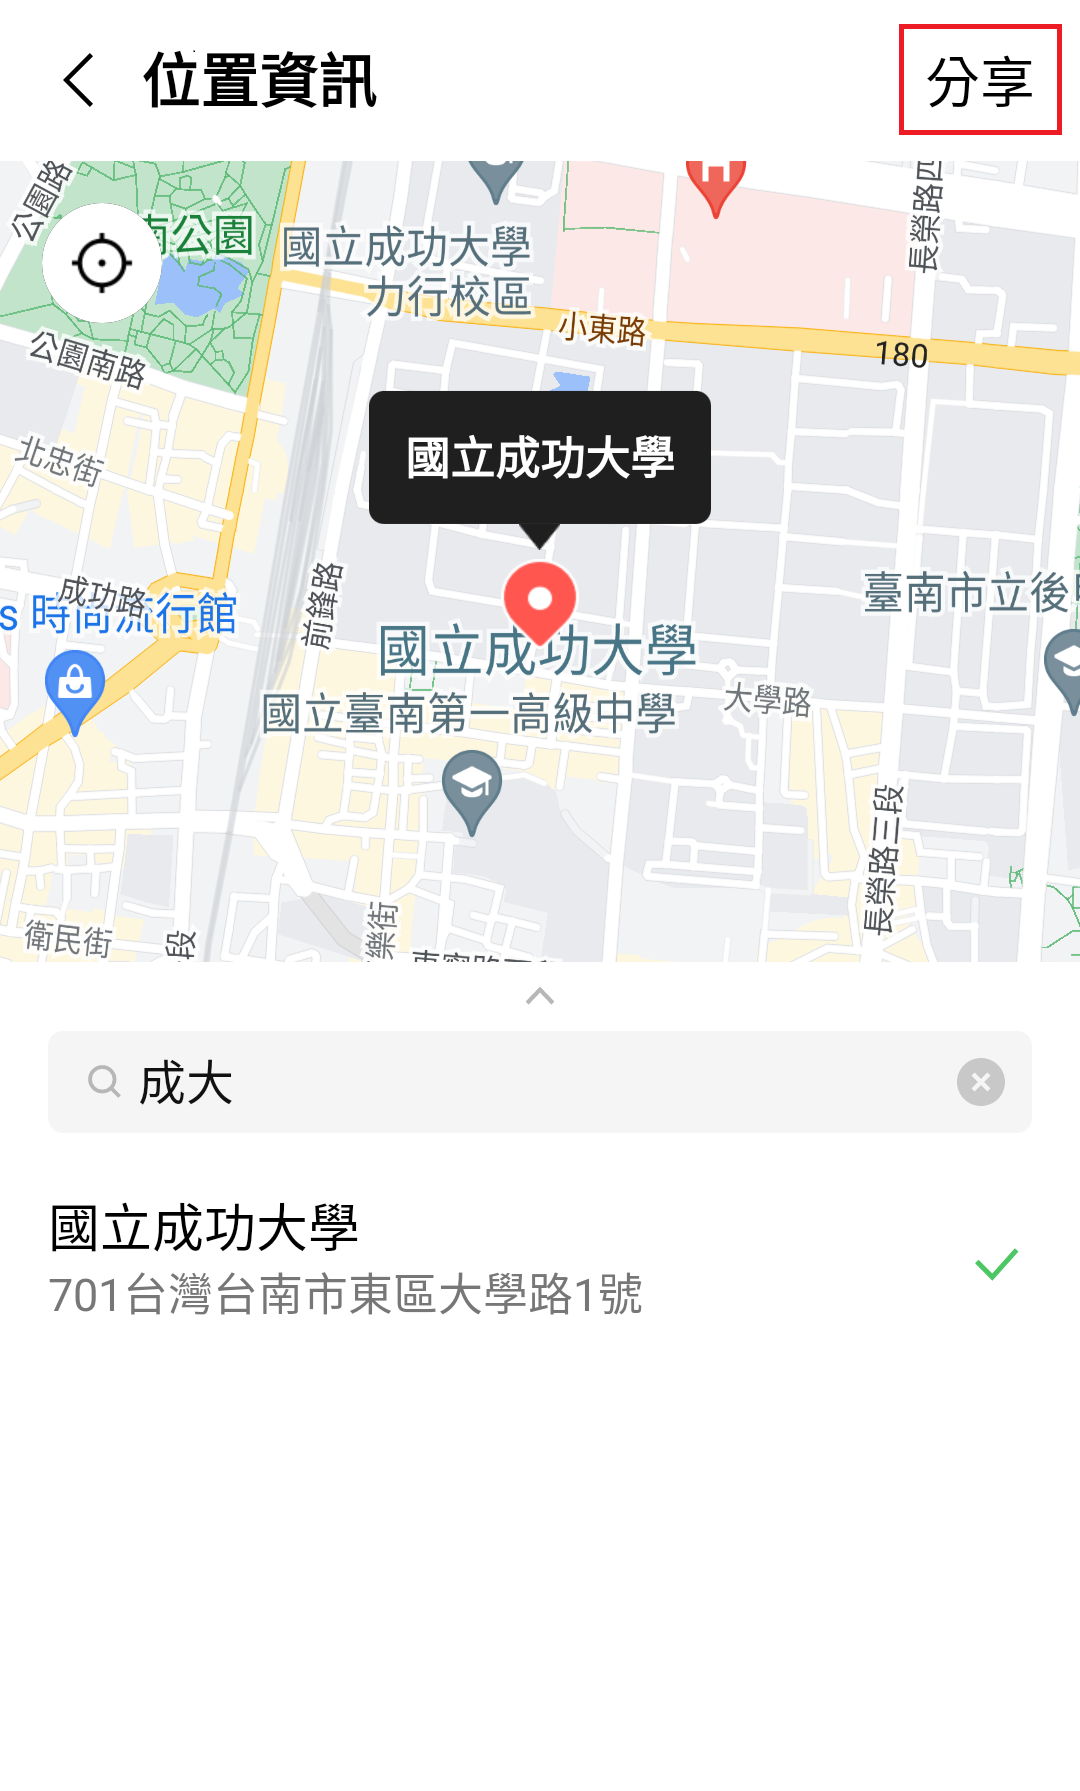 位置資訊
分享
公園路
南公園
國立成功大學
力行校區
長榮路四
小東路
180
公園南路
北忠街
國立成功大學
成功路
s 時尚流行館
前鋒路
臺南市立後
國立成功大學
大學路
國立臺南第一高級中學
長榮路三段
衛民街
段
樂街
成大
國立成功大學
701台灣台南市東區大學路1號